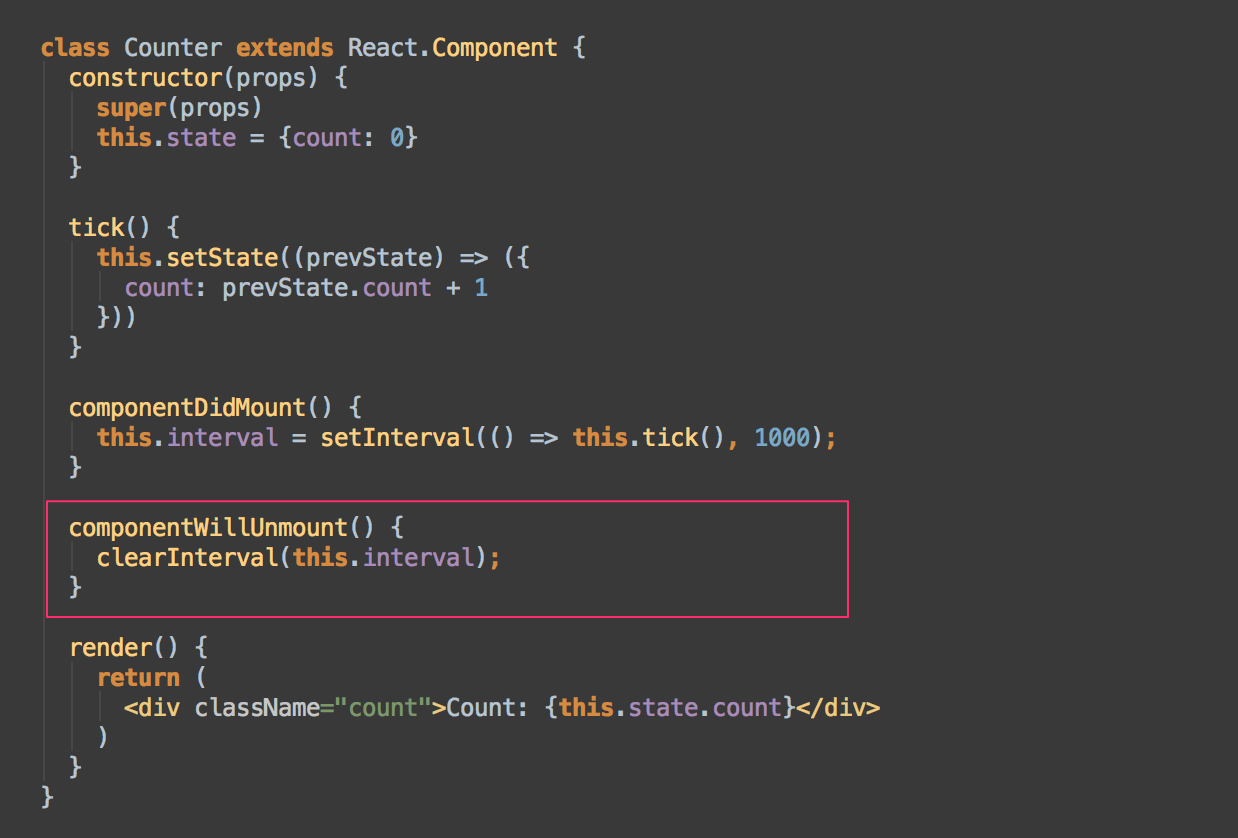 class Counter extends React.Component {
  constructor(props) {
    super(props)
    this.state = {count: 0}
  }

  tick() {
    this.setState((prevState) => ({
      count: prevState.count + 1
    }))
  }

  componentDidMount() {
    this.interval = setInterval(() => this.tick(), 1000);
  }

  componentWillUnmount() {
    clearInterval(this.interval);
  }

  render() {
    return (
      <div className="count">Count: {this.state.count}</div>
    )
  }
}